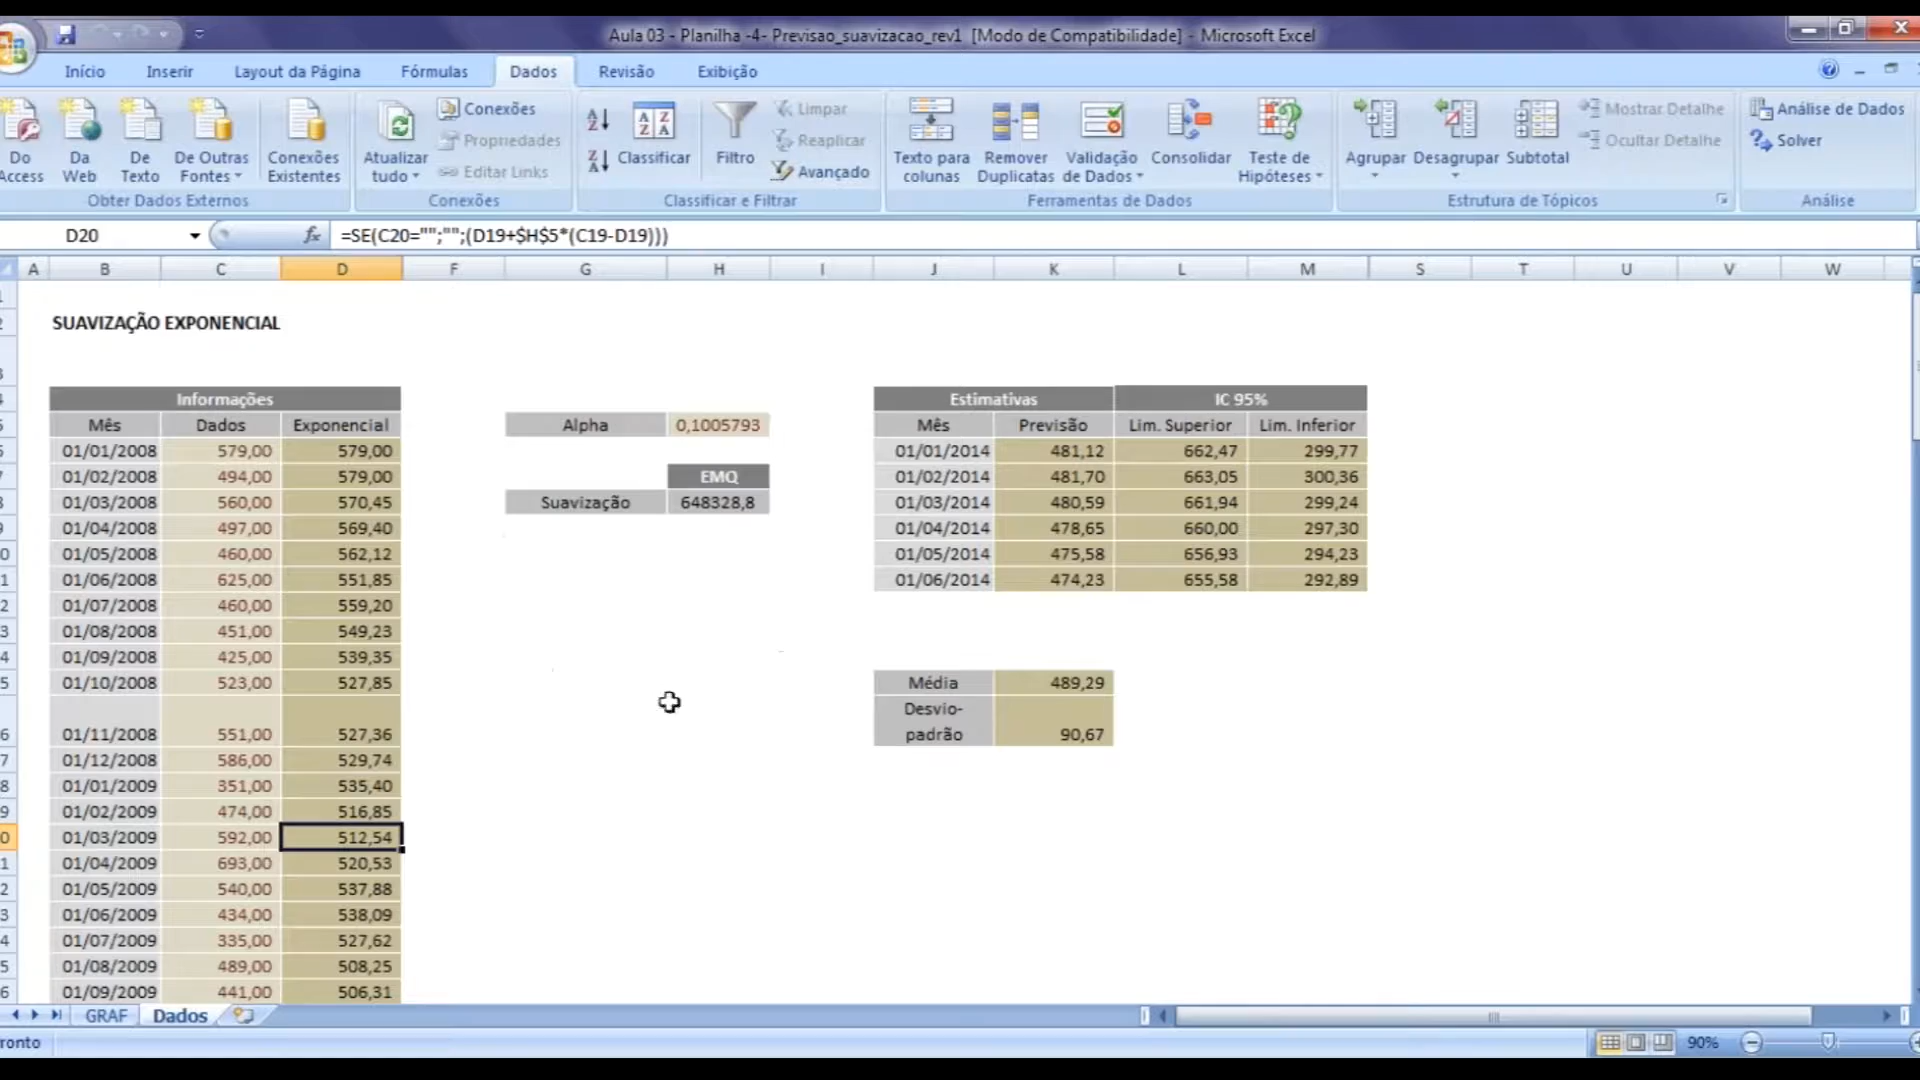 Aula 03 - Planilha -4- Previsao_suavizacao_rev1 [Modo de Compatibilidade] - Microsoft Excel
Início Inserir Layout da Página Fórmulas Dados Revisão Exibição
Do Access
Da Web
De Texto
De Outras Fontes
Conexões Existentes
Obter Dados Externos
Atualizar tudo
Conexões
Propriedades
Editar Links
Conexões
Classificar
Filtro
Limpar
Reaplicar
Avançado
Classificar e Filtrar
Texto para colunas
Remover Duplicatas
Validação de Dados
Consolidar
Teste de Hipóteses
Ferramentas de Dados
Agrupar
Desagrupar
Subtotal
Mostrar Detalhe
Ocultar Detalhe
Estrutura de Tópicos
Análise de Dados
Solver
Análise
D20 fx =SE(C20="";"";(D19+$H$5*(C19-D19)))
A B C D F G H I J K L M S T U V W
SUAVIZAÇÃO EXPONENCIAL
Informações
Mês Dados Exponencial
01/01/2008 579,00 579,00
01/02/2008 494,00 579,00
01/03/2008 560,00 570,45
01/04/2008 497,00 569,40
01/05/2008 460,00 562,12
01/06/2008 625,00 551,85
01/07/2008 460,00 559,20
01/08/2008 451,00 549,23
01/09/2008 425,00 539,35
01/10/2008 523,00 527,85
01/11/2008 551,00 527,36
01/12/2008 586,00 529,74
01/01/2009 351,00 535,40
01/02/2009 474,00 516,85
01/03/2009 592,00 512,54
01/04/2009 693,00 520,53
01/05/2009 540,00 537,88
01/06/2009 434,00 538,09
01/07/2009 335,00 527,62
01/08/2009 489,00 508,25
01/09/2009 441,00 506,31
Alpha 0,1005793
EMQ
Suavização 648328,8
Estimativas IC 95%
Mês Previsão Lim. Superior Lim. Inferior
01/01/2014 481,12 662,47 299,77
01/02/2014 481,70 663,05 300,36
01/03/2014 480,59 661,94 299,24
01/04/2014 478,65 660,00 297,30
01/05/2014 475,58 656,93 294,23
01/06/2014 474,23 655,58 292,89
Média 489,29
Desvio-
padrão 90,67
GRAF Dados
ronto 90%